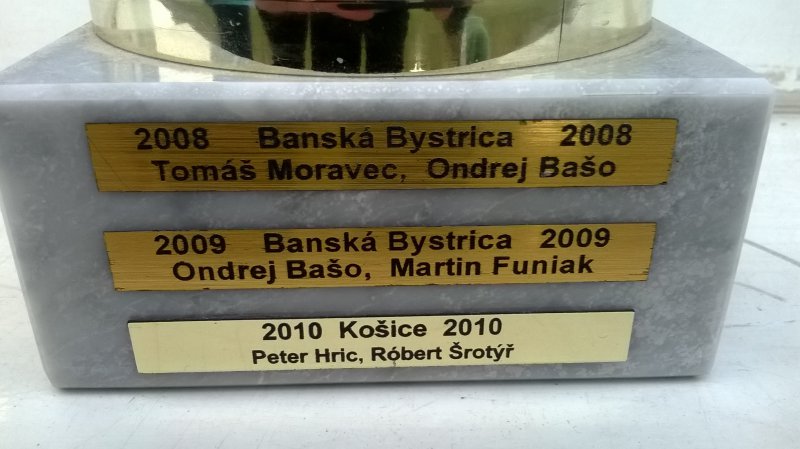 2008 Banská Bystrica 2008
Tomáš Moravec, Ondrej Bašo
2009 Banská Bystrica 2009
Ondrej Bašo, Martin Funiak
2010 Košice 2010
Peter Hric, Róbert Šrotýř